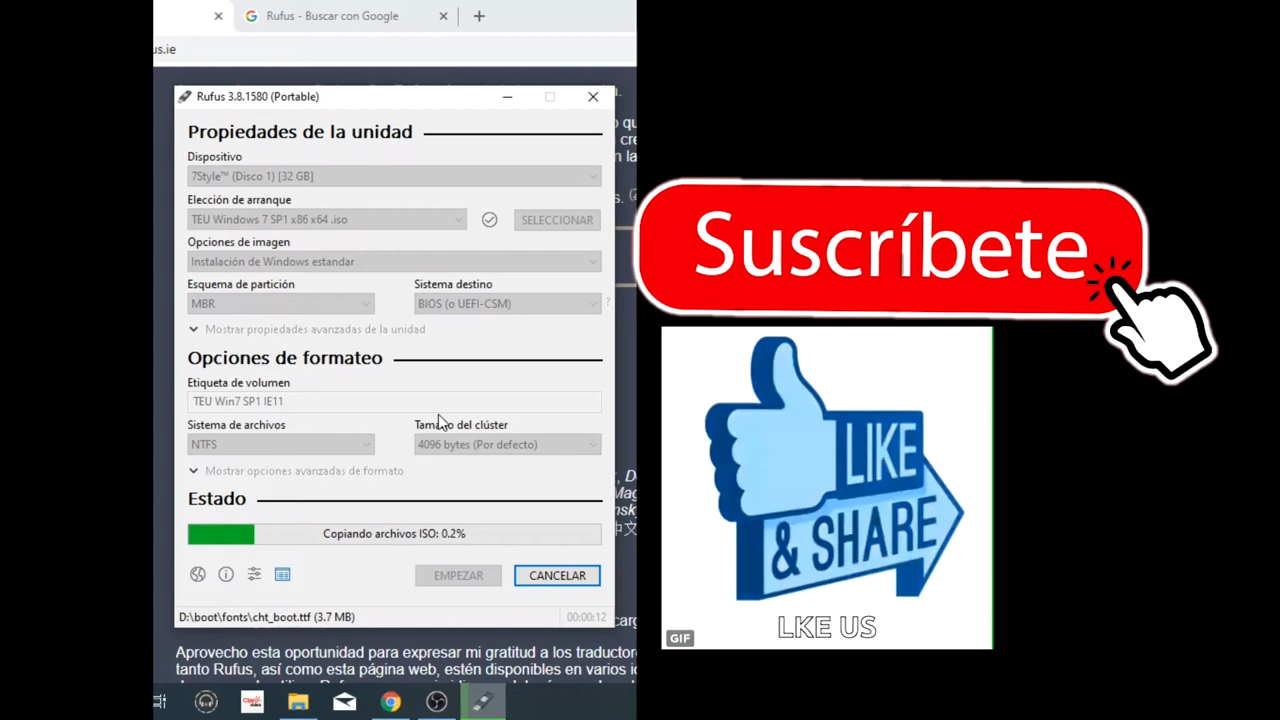 Rufus - Buscar con Google
us.ie
Rufus 3.8.1580 (Portable)
Propiedades de la unidad
Dispositivo
7Style™ (Disco 1) [32 GB]
Elección de arranque
TEU Windows 7 SP1 x86 x64 .iso
SELECCIONAR
Opciones de imagen
Instalación de Windows estandar
Esquema de partición
Sistema destino
MBR
BIOS (o UEFI-CSM)
?
Mostrar propiedades avanzadas de la unidad
Opciones de formateo
Etiqueta de volumen
TEU Win7 SP1 IE11
Sistema de archivos
Tamaño del clúster
NTFS
4096 bytes (Por defecto)
Mostrar opciones avanzadas de formato
Estado
Copiando archivos ISO: 0.2%
EMPEZAR
CANCELAR
D:\boot\fonts\cht_boot.ttf (3.7 MB)
00:00:12
Aprovecho esta oportunidad para expresar mi gratitud a los traductore
tanto Rufus, así como esta página web, estén disponibles en varios i
Claro
video
Suscríbete
LIKE
& SHARE
LKE US
GIF